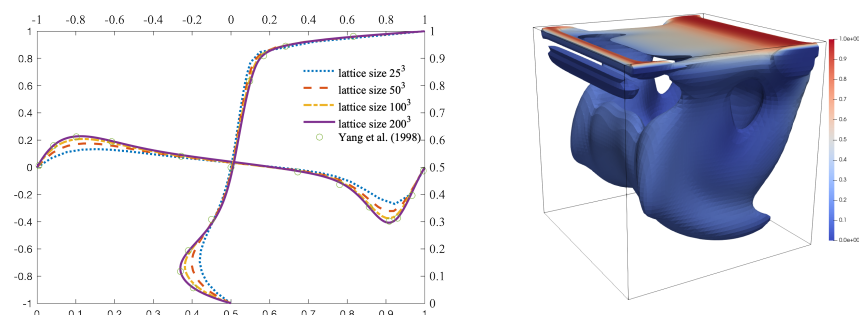 -1 -0.8 -0.6 -0.4 -0.2 0 0.2 0.4 0.6 0.8 1
1 1
0.8 0.9
0.6 0.8
0.4 0.7
0.2 0.6
0 0.5
-0.2 0.4
-0.4 0.3
-0.6 0.2
-0.8 0.1
-1 0
0 0.1 0.2 0.3 0.4 0.5 0.6 0.7 0.8 0.9 1
lattice size 25³
lattice size 50³
lattice size 100³
lattice size 200³
Yang et al. (1998)
1.0e+00
0.9
0.8
0.7
0.6
0.5
0.4
0.3
0.2
0.1
0.0e+00